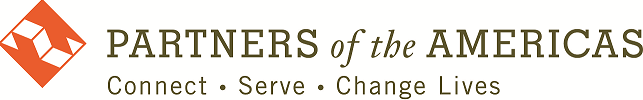 PARTNERS of the AMERICAS
Connect • Serve • Change Lives